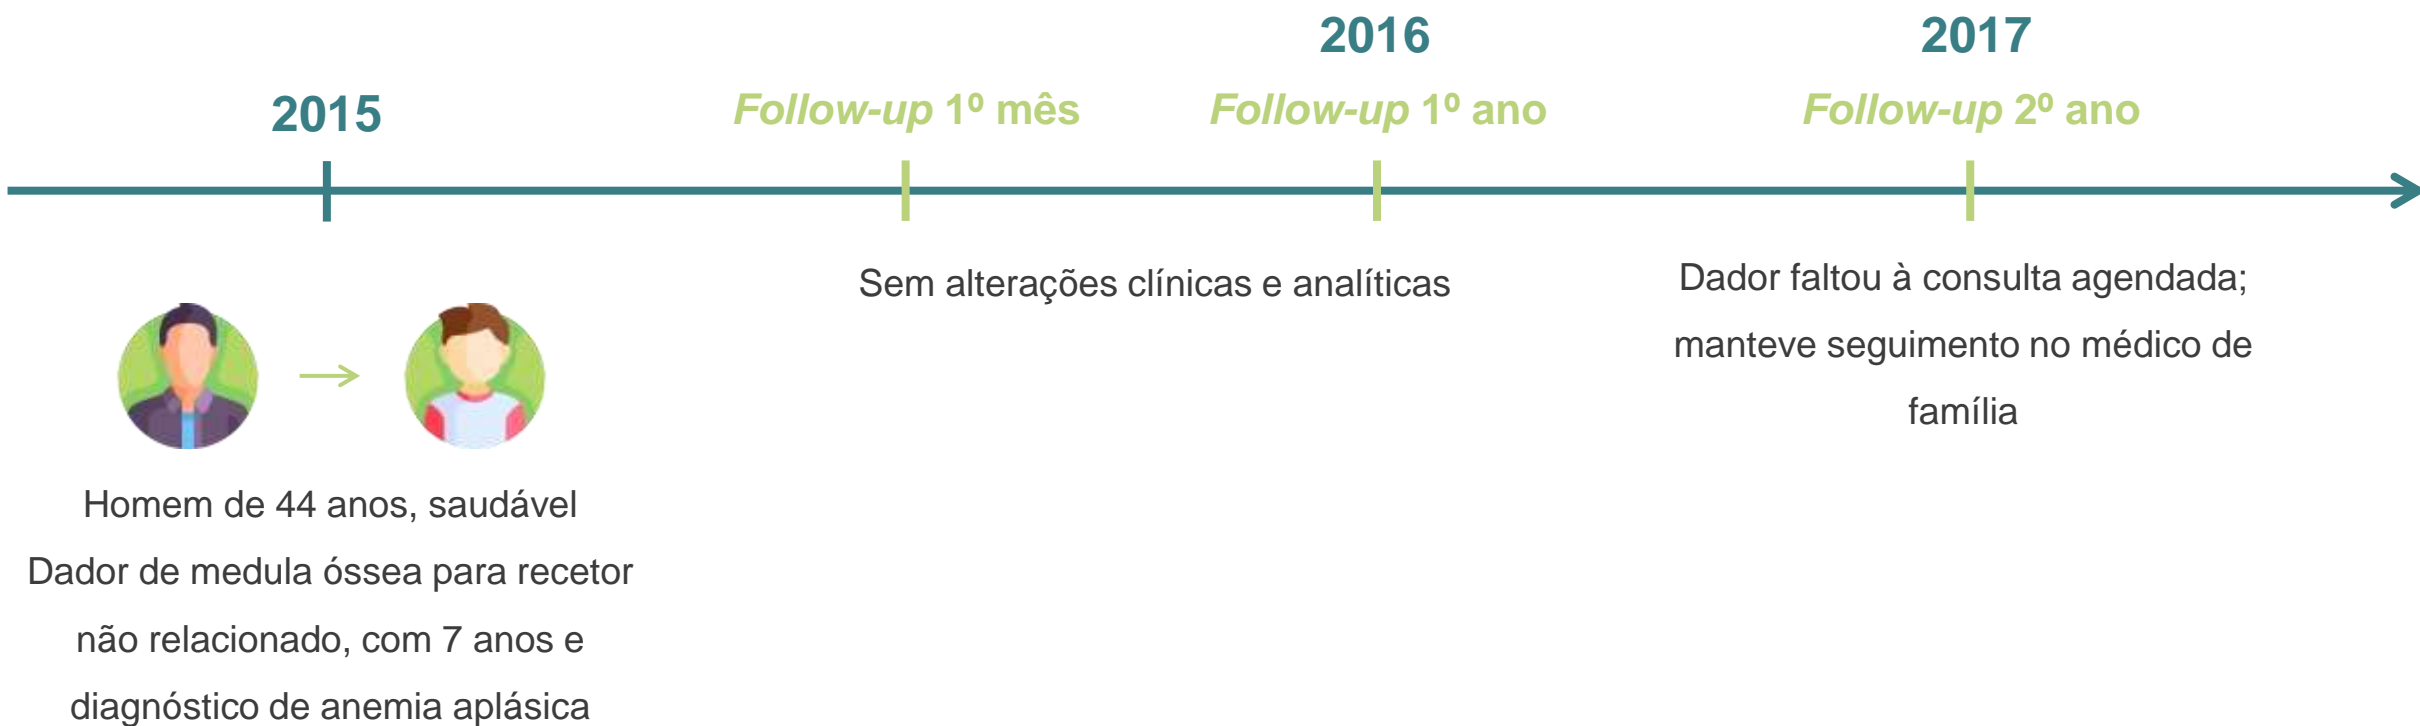 2015
Follow-up 1º mês
2016
Follow-up 1º ano
2017
Follow-up 2º ano
Homem de 44 anos, saudável
Dador de medula óssea para recetor
não relacionado, com 7 anos e
diagnóstico de anemia aplásica
Sem alterações clínicas e analíticas
Dador faltou à consulta agendada;
manteve seguimento no médico de
família